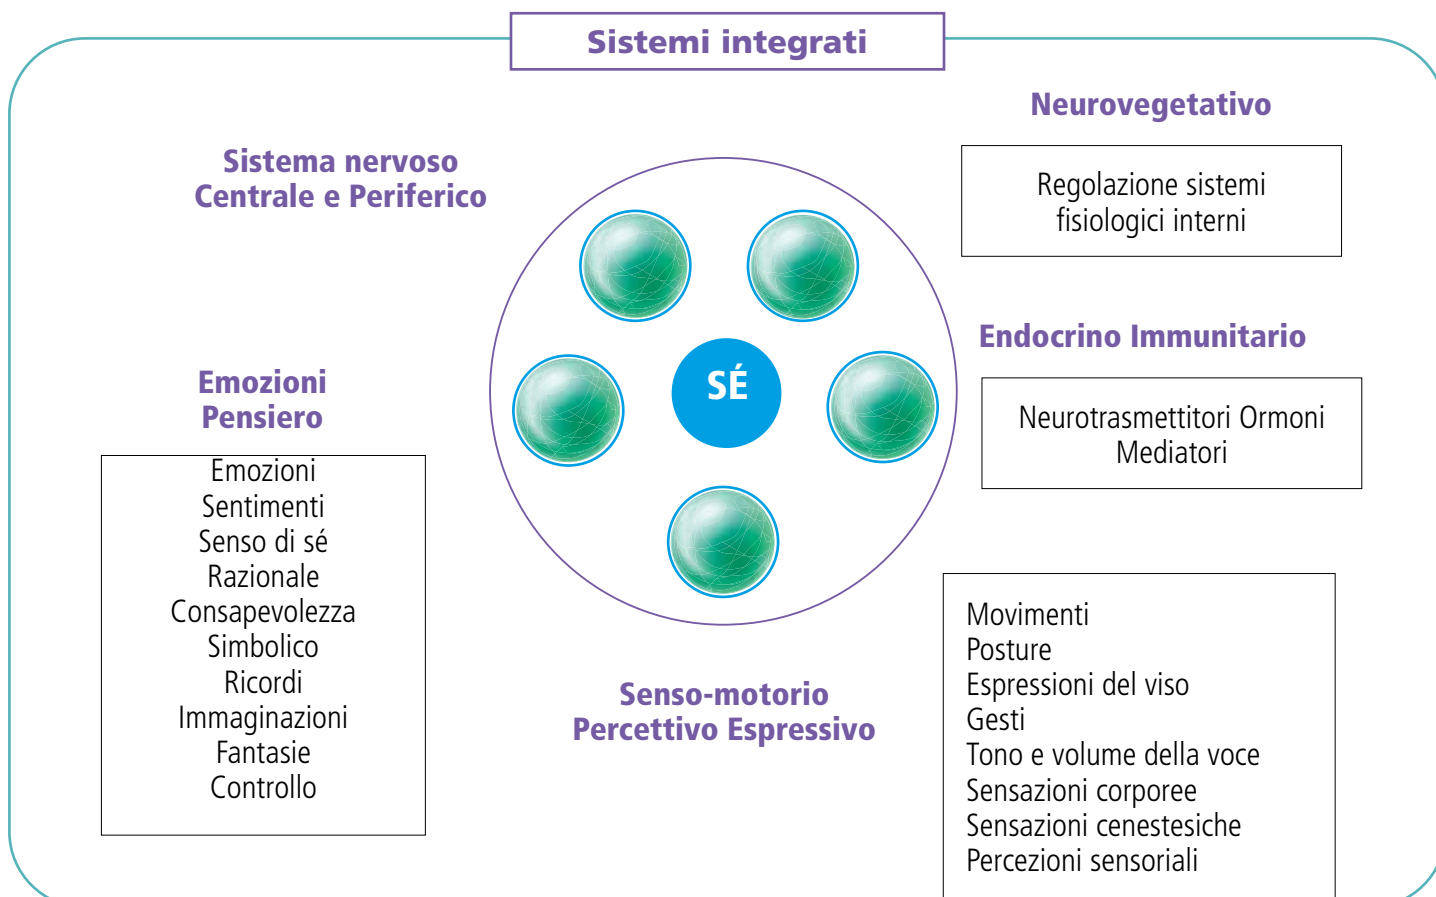 Sistemi integrati
Sistema nervoso
Centrale e Periferico
Neurovegetativo
Regolazione sistemi
fisiologici interni
Endocrino Immunitario
Neurotrasmettitori Ormoni
Mediatori
SÉ
Emozioni
Pensiero
Emozioni
Sentimenti
Senso di sé
Razionale
Consapevolezza
Simbolico
Ricordi
Immaginazioni
Fantasie
Controllo
Senso-motorio
Percettivo Espressivo
Movimenti
Posture
Espressioni del viso
Gesti
Tono e volume della voce
Sensazioni corporee
Sensazioni cenestesiche
Percezioni sensoriali